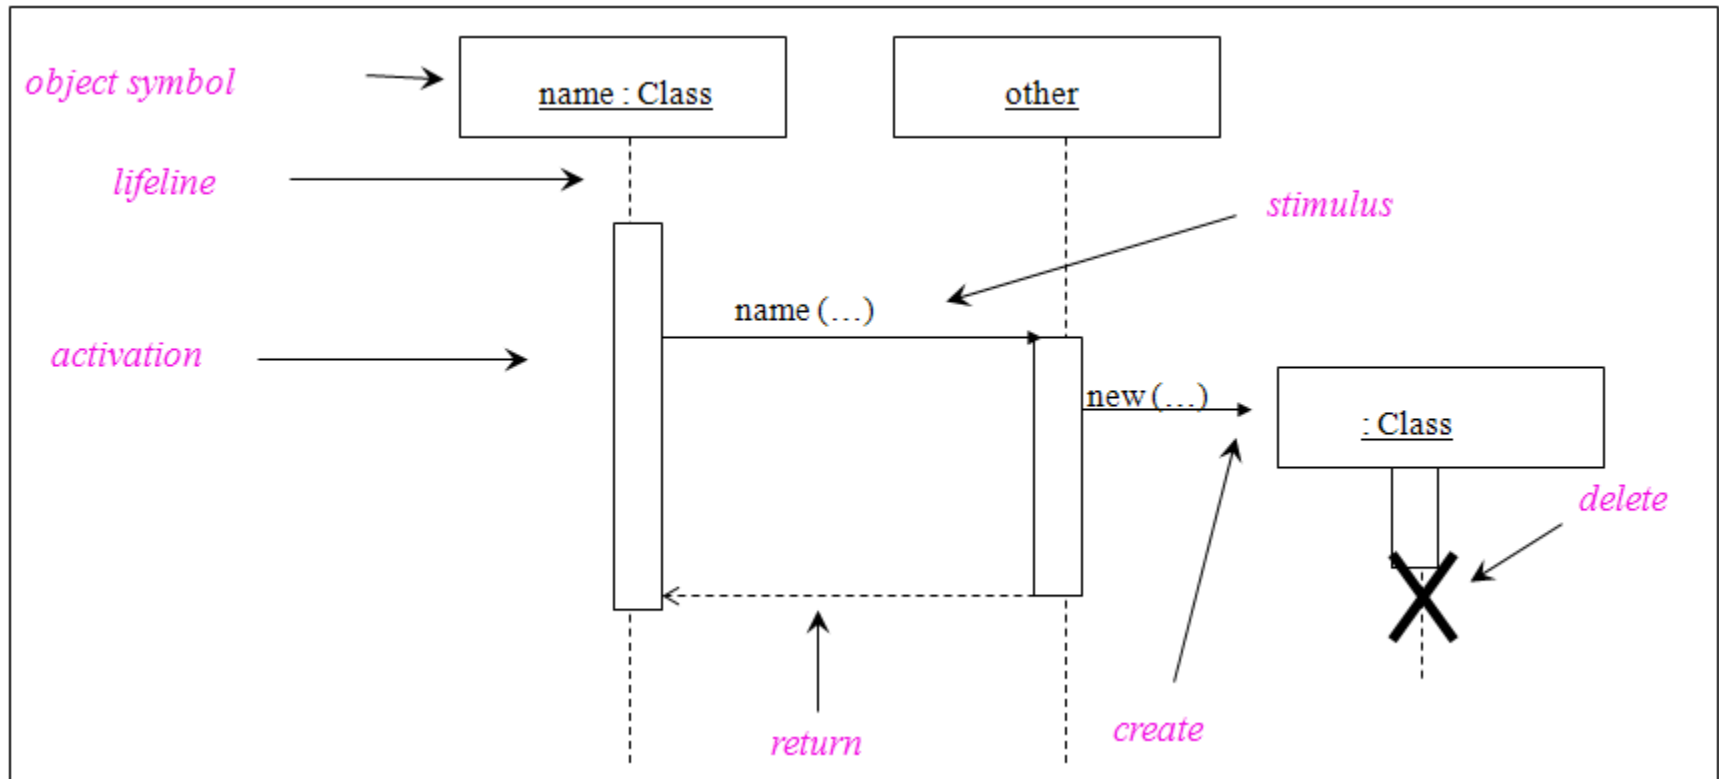 object symbol
name : Class
other
lifeline
stimulus
name (…)
activation
new (…)
: Class
delete
create
return